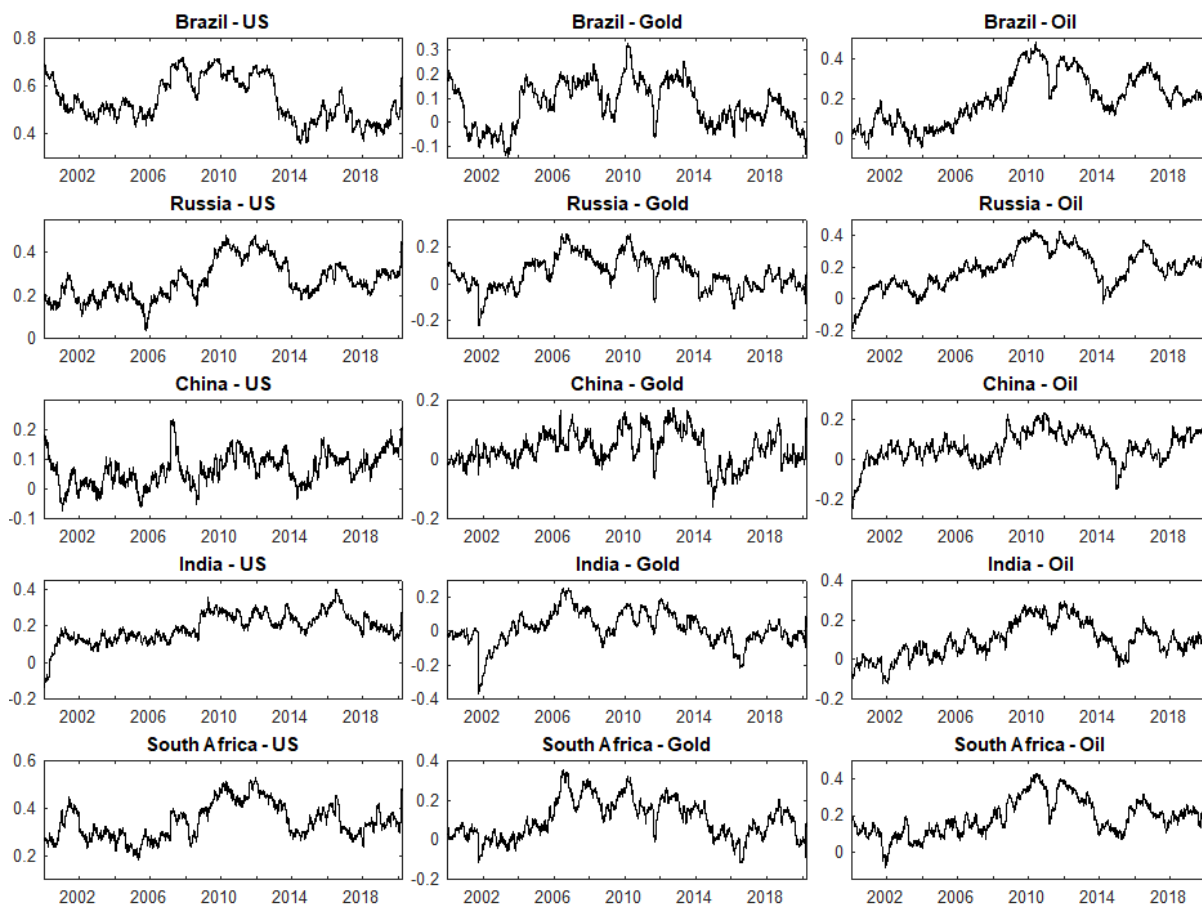 Brazil - US
0.8
0.6
0.4
2002 2006 2010 2014 2018
Brazil - Gold
0.3
0.2
0.1
0
-0.1
2002 2006 2010 2014 2018
Brazil - Oil
0.4
0.2
0
2002 2006 2010 2014 2018
Russia - US
0.4
0.2
0
2002 2006 2010 2014 2018
Russia - Gold
0.2
0
-0.2
2002 2006 2010 2014 2018
Russia - Oil
0.4
0.2
0
-0.2
2002 2006 2010 2014 2018
China - US
0.2
0.1
0
-0.1
2002 2006 2010 2014 2018
China - Gold
0.2
0
-0.2
2002 2006 2010 2014 2018
China - Oil
0.2
0
-0.2
2002 2006 2010 2014 2018
India - US
0.4
0.2
0
-0.2
2002 2006 2010 2014 2018
India - Gold
0.2
0
-0.2
-0.4
2002 2006 2010 2014 2018
India - Oil
0.4
0.2
0
-0.2
2002 2006 2010 2014 2018
South Africa - US
0.6
0.4
0.2
2002 2006 2010 2014 2018
South Africa - Gold
0.4
0.2
0
-0.2
2002 2006 2010 2014 2018
South Africa - Oil
0.4
0.2
0
2002 2006 2010 2014 2018